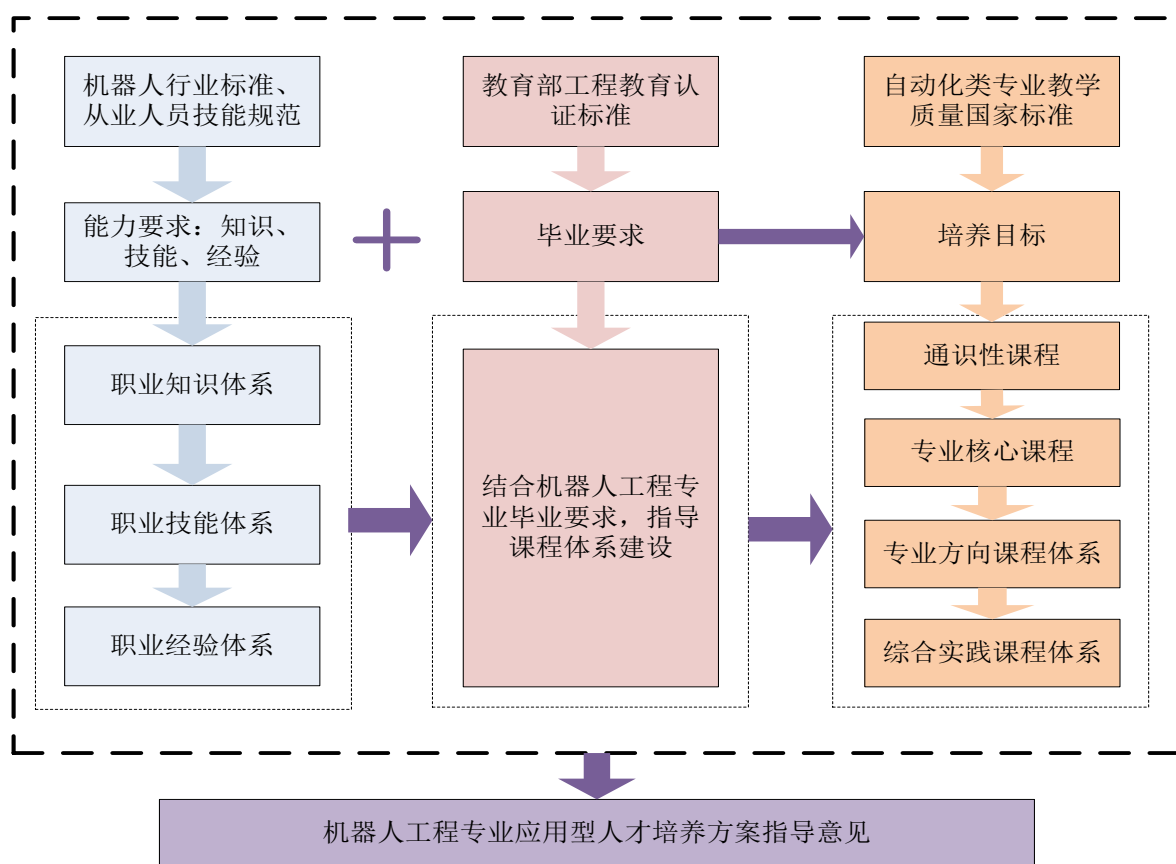 机器人行业标准、
从业人员技能规范
教育部工程教育认
证标准
自动化类专业教学
质量国家标准
能力要求：知识、
技能、经验
毕业要求
培养目标
职业知识体系
职业技能体系
职业经验体系
结合机器人工程专
业毕业要求，指导
课程体系建设
通识性课程
专业核心课程
专业方向课程体系
综合实践课程体系
机器人工程专业应用型人才培养方案指导意见